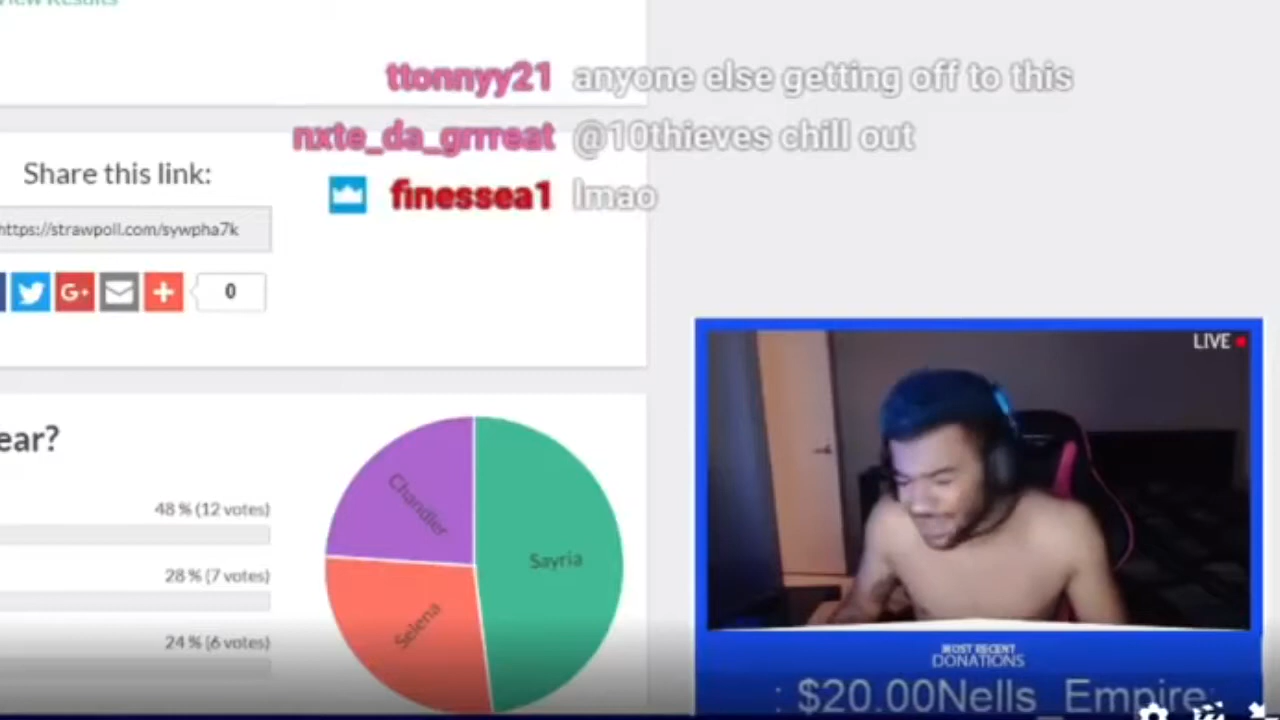 View Results
ttonnyy21 anyone else getting off to this
nxte_da_grrreat @10thieves chill out
finessea1 lmao
Share this link:
https://strawpoll.com/sywpha7k
G+
0
LIVE
ear?
48 % (12 votes)
28 % (7 votes)
24 % (6 votes)
Chandler
Sayria
Selena
MOST RECENT
DONATIONS
: $20.00Nells_Empire: